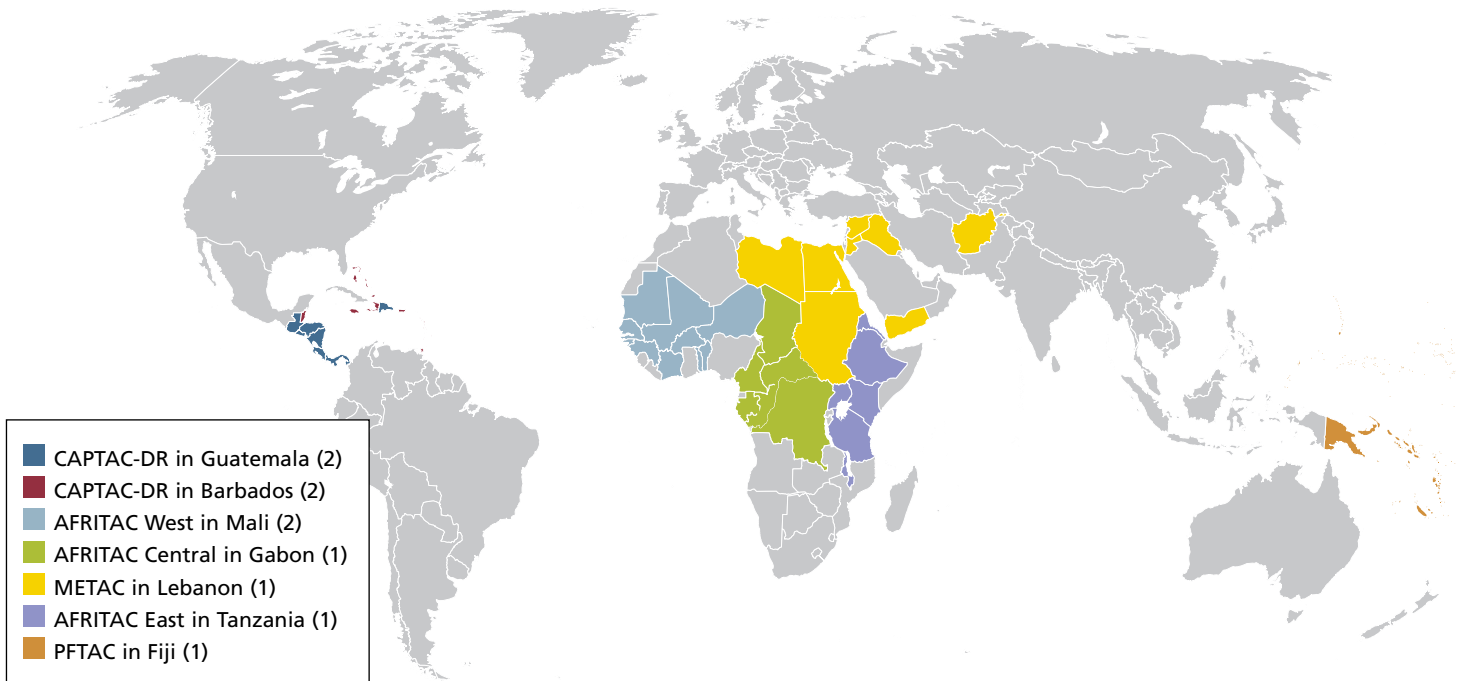 CAPTAC-DR in Guatemala (2)
CAPTAC-DR in Barbados (2)
AFRITAC West in Mali (2)
AFRITAC Central in Gabon (1)
METAC in Lebanon (1)
AFRITAC East in Tanzania (1)
PFTAC in Fiji (1)